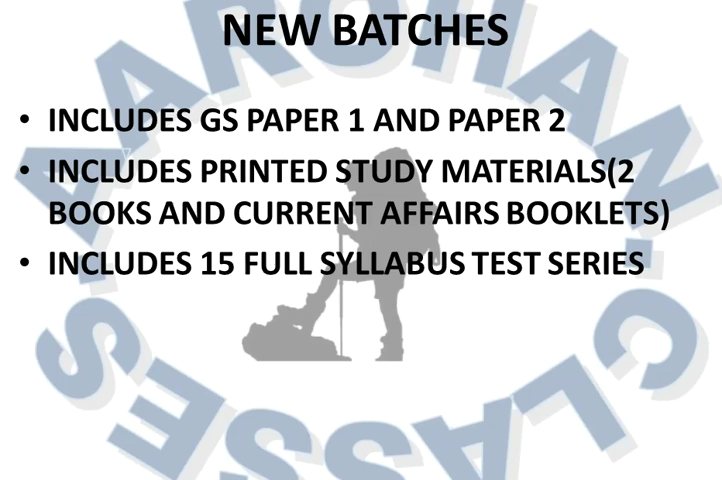 NEW BATCHES
• INCLUDES GS PAPER 1 AND PAPER 2
• INCLUDES PRINTED STUDY MATERIALS(2
BOOKS AND CURRENT AFFAIRS BOOKLETS)
• INCLUDES 15 FULL SYLLABUS TEST SERIES
AAROHAN
CLASSES